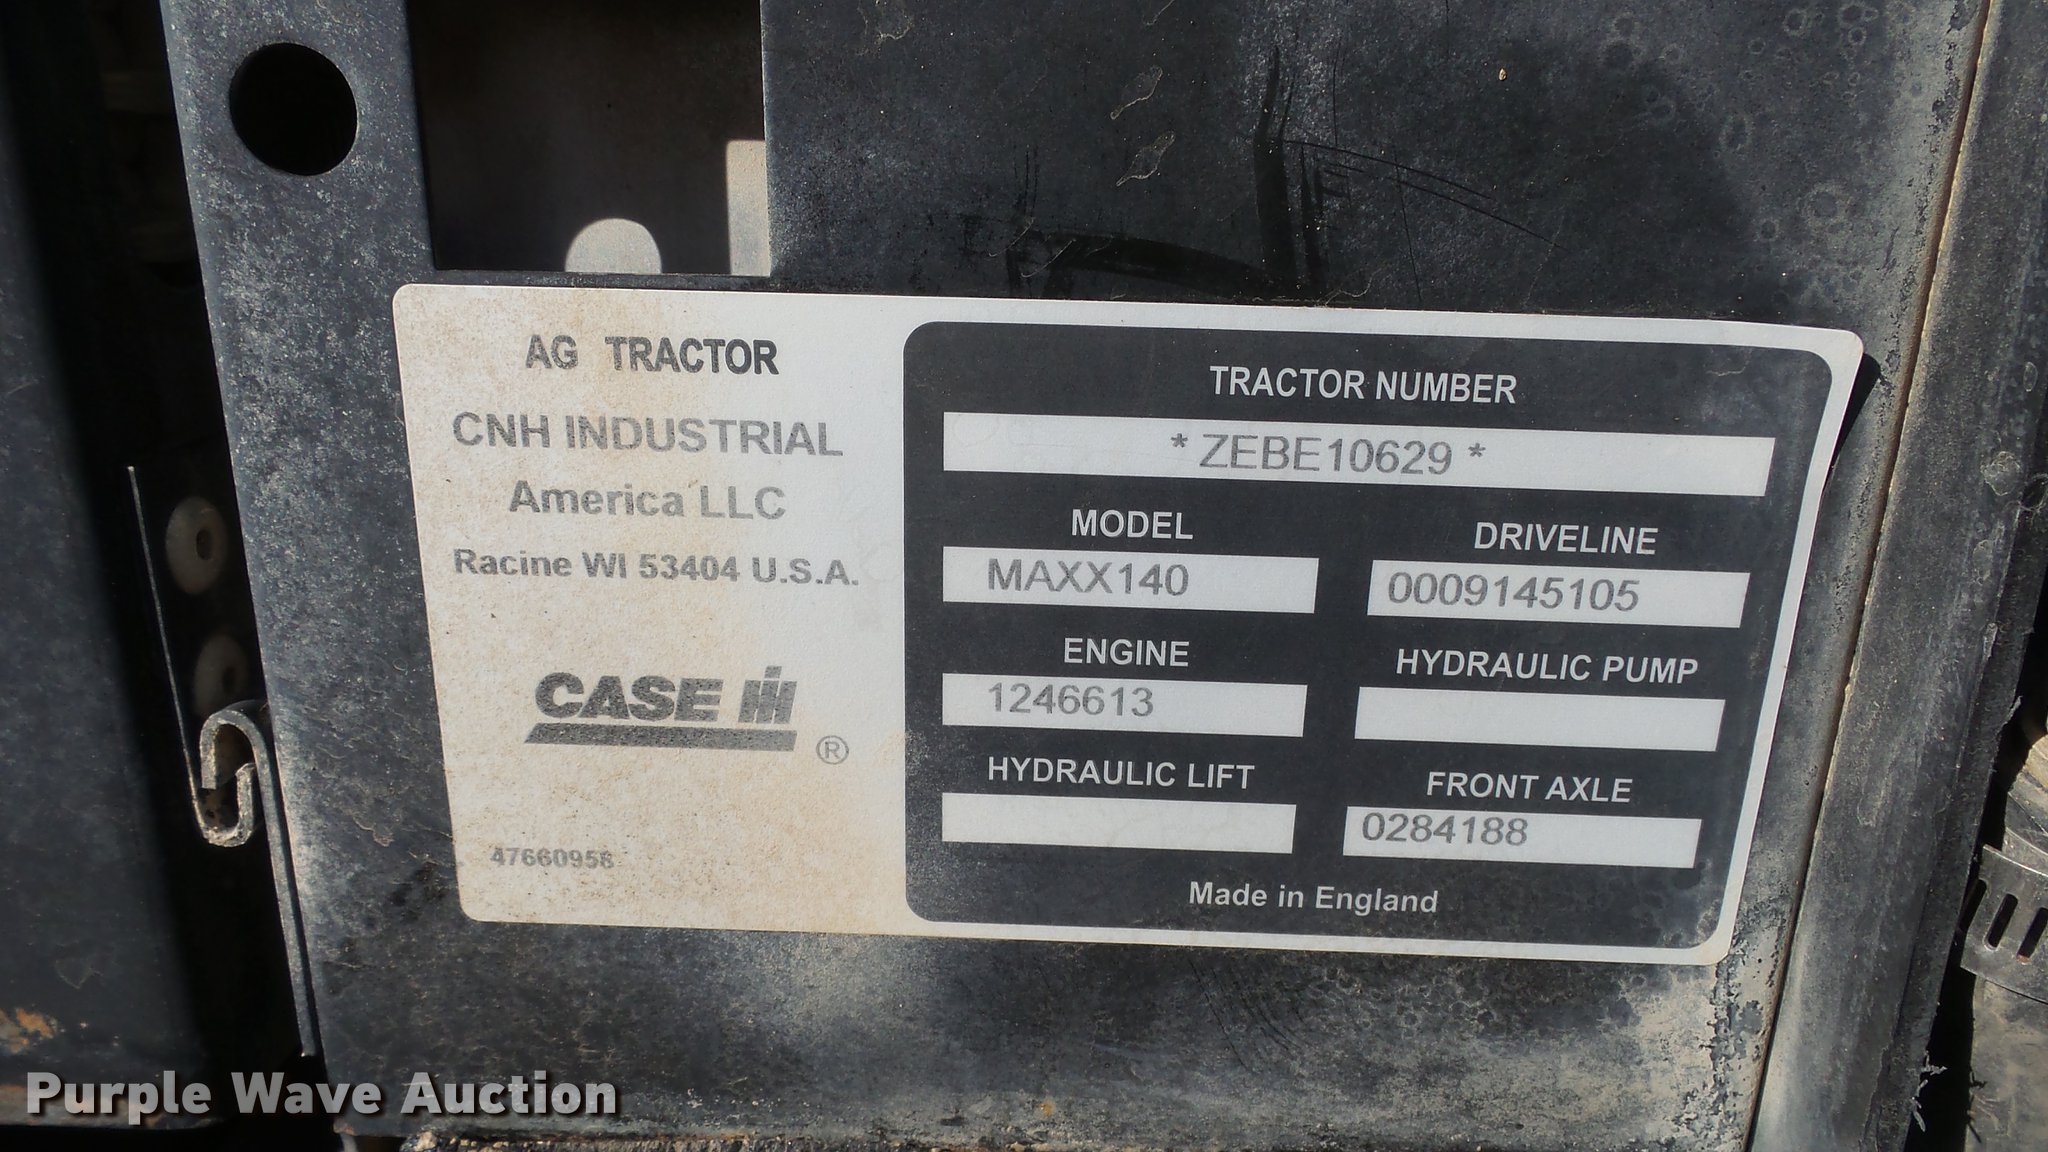 AG TRACTOR
CNH INDUSTRIAL
America LLC
Racine WI 53404 U.S.A.
CASE IH
®
47660958
TRACTOR NUMBER
* ZEBE10629 *
MODEL
MAXX140
DRIVELINE
0009145105
ENGINE
1246613
HYDRAULIC PUMP
HYDRAULIC LIFT
FRONT AXLE
0284188
Made in England
Purple Wave Auction